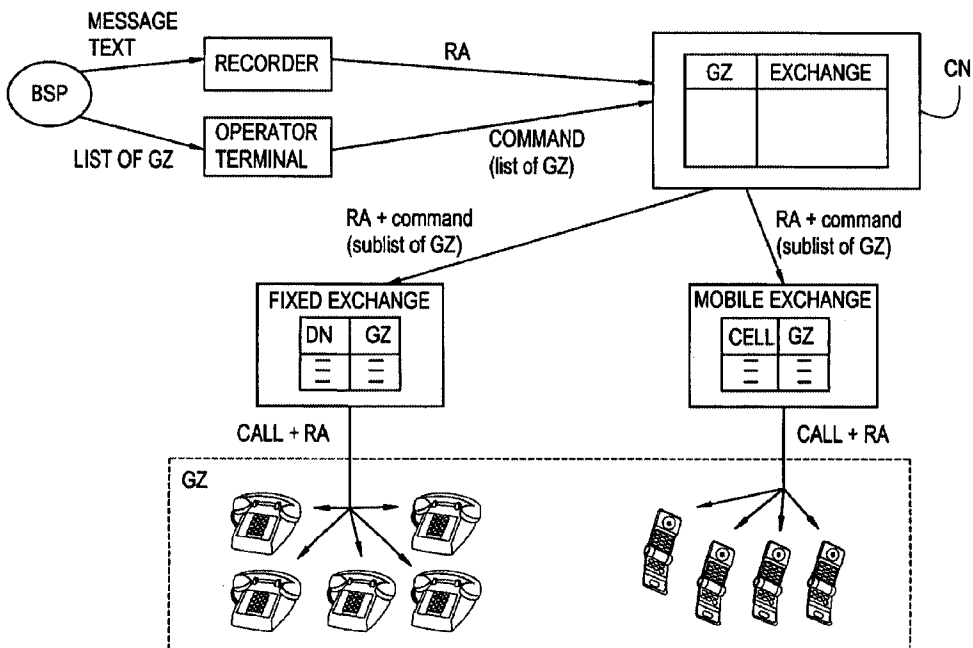 MESSAGE
TEXT
BSP
LIST OF GZ
RECORDER
OPERATOR
TERMINAL
RA
COMMAND
(list of GZ)
GZ EXCHANGE
CN
RA + command
(sublist of GZ)
RA + command
(sublist of GZ)
FIXED EXCHANGE
DN GZ
MOBILE EXCHANGE
CELL GZ
CALL + RA
CALL + RA
GZ